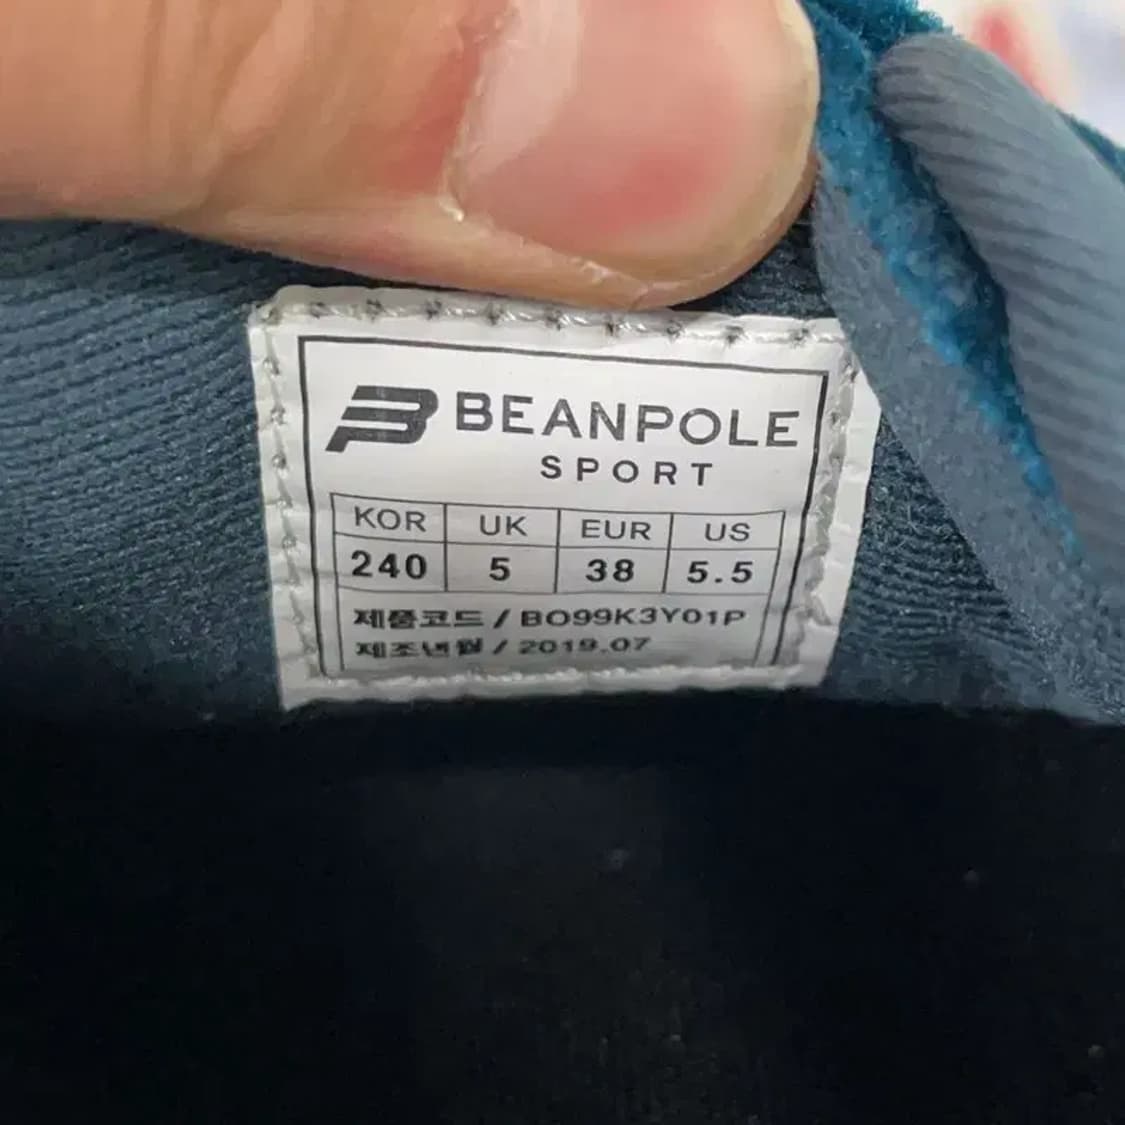 BEANPOLE
SPORT
KOR UK EUR US
240 5 38 5.5
제품코드 / BO99K3Y01P
제조년월 / 2019.07